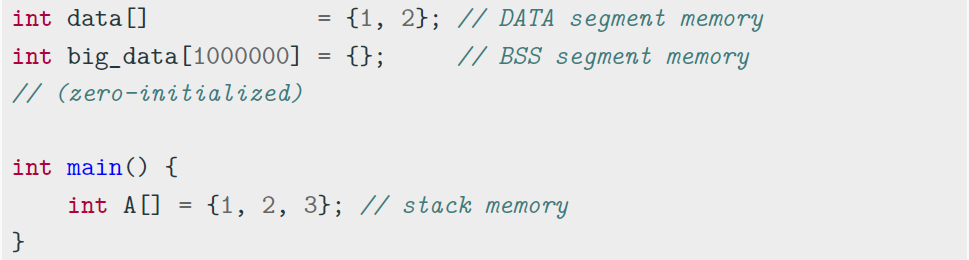 int data[]           = {1, 2}; // DATA segment memory
int big_data[1000000] = {};     // BSS segment memory
// (zero-initialized)
int main() {
    int A[] = {1, 2, 3}; // stack memory
}